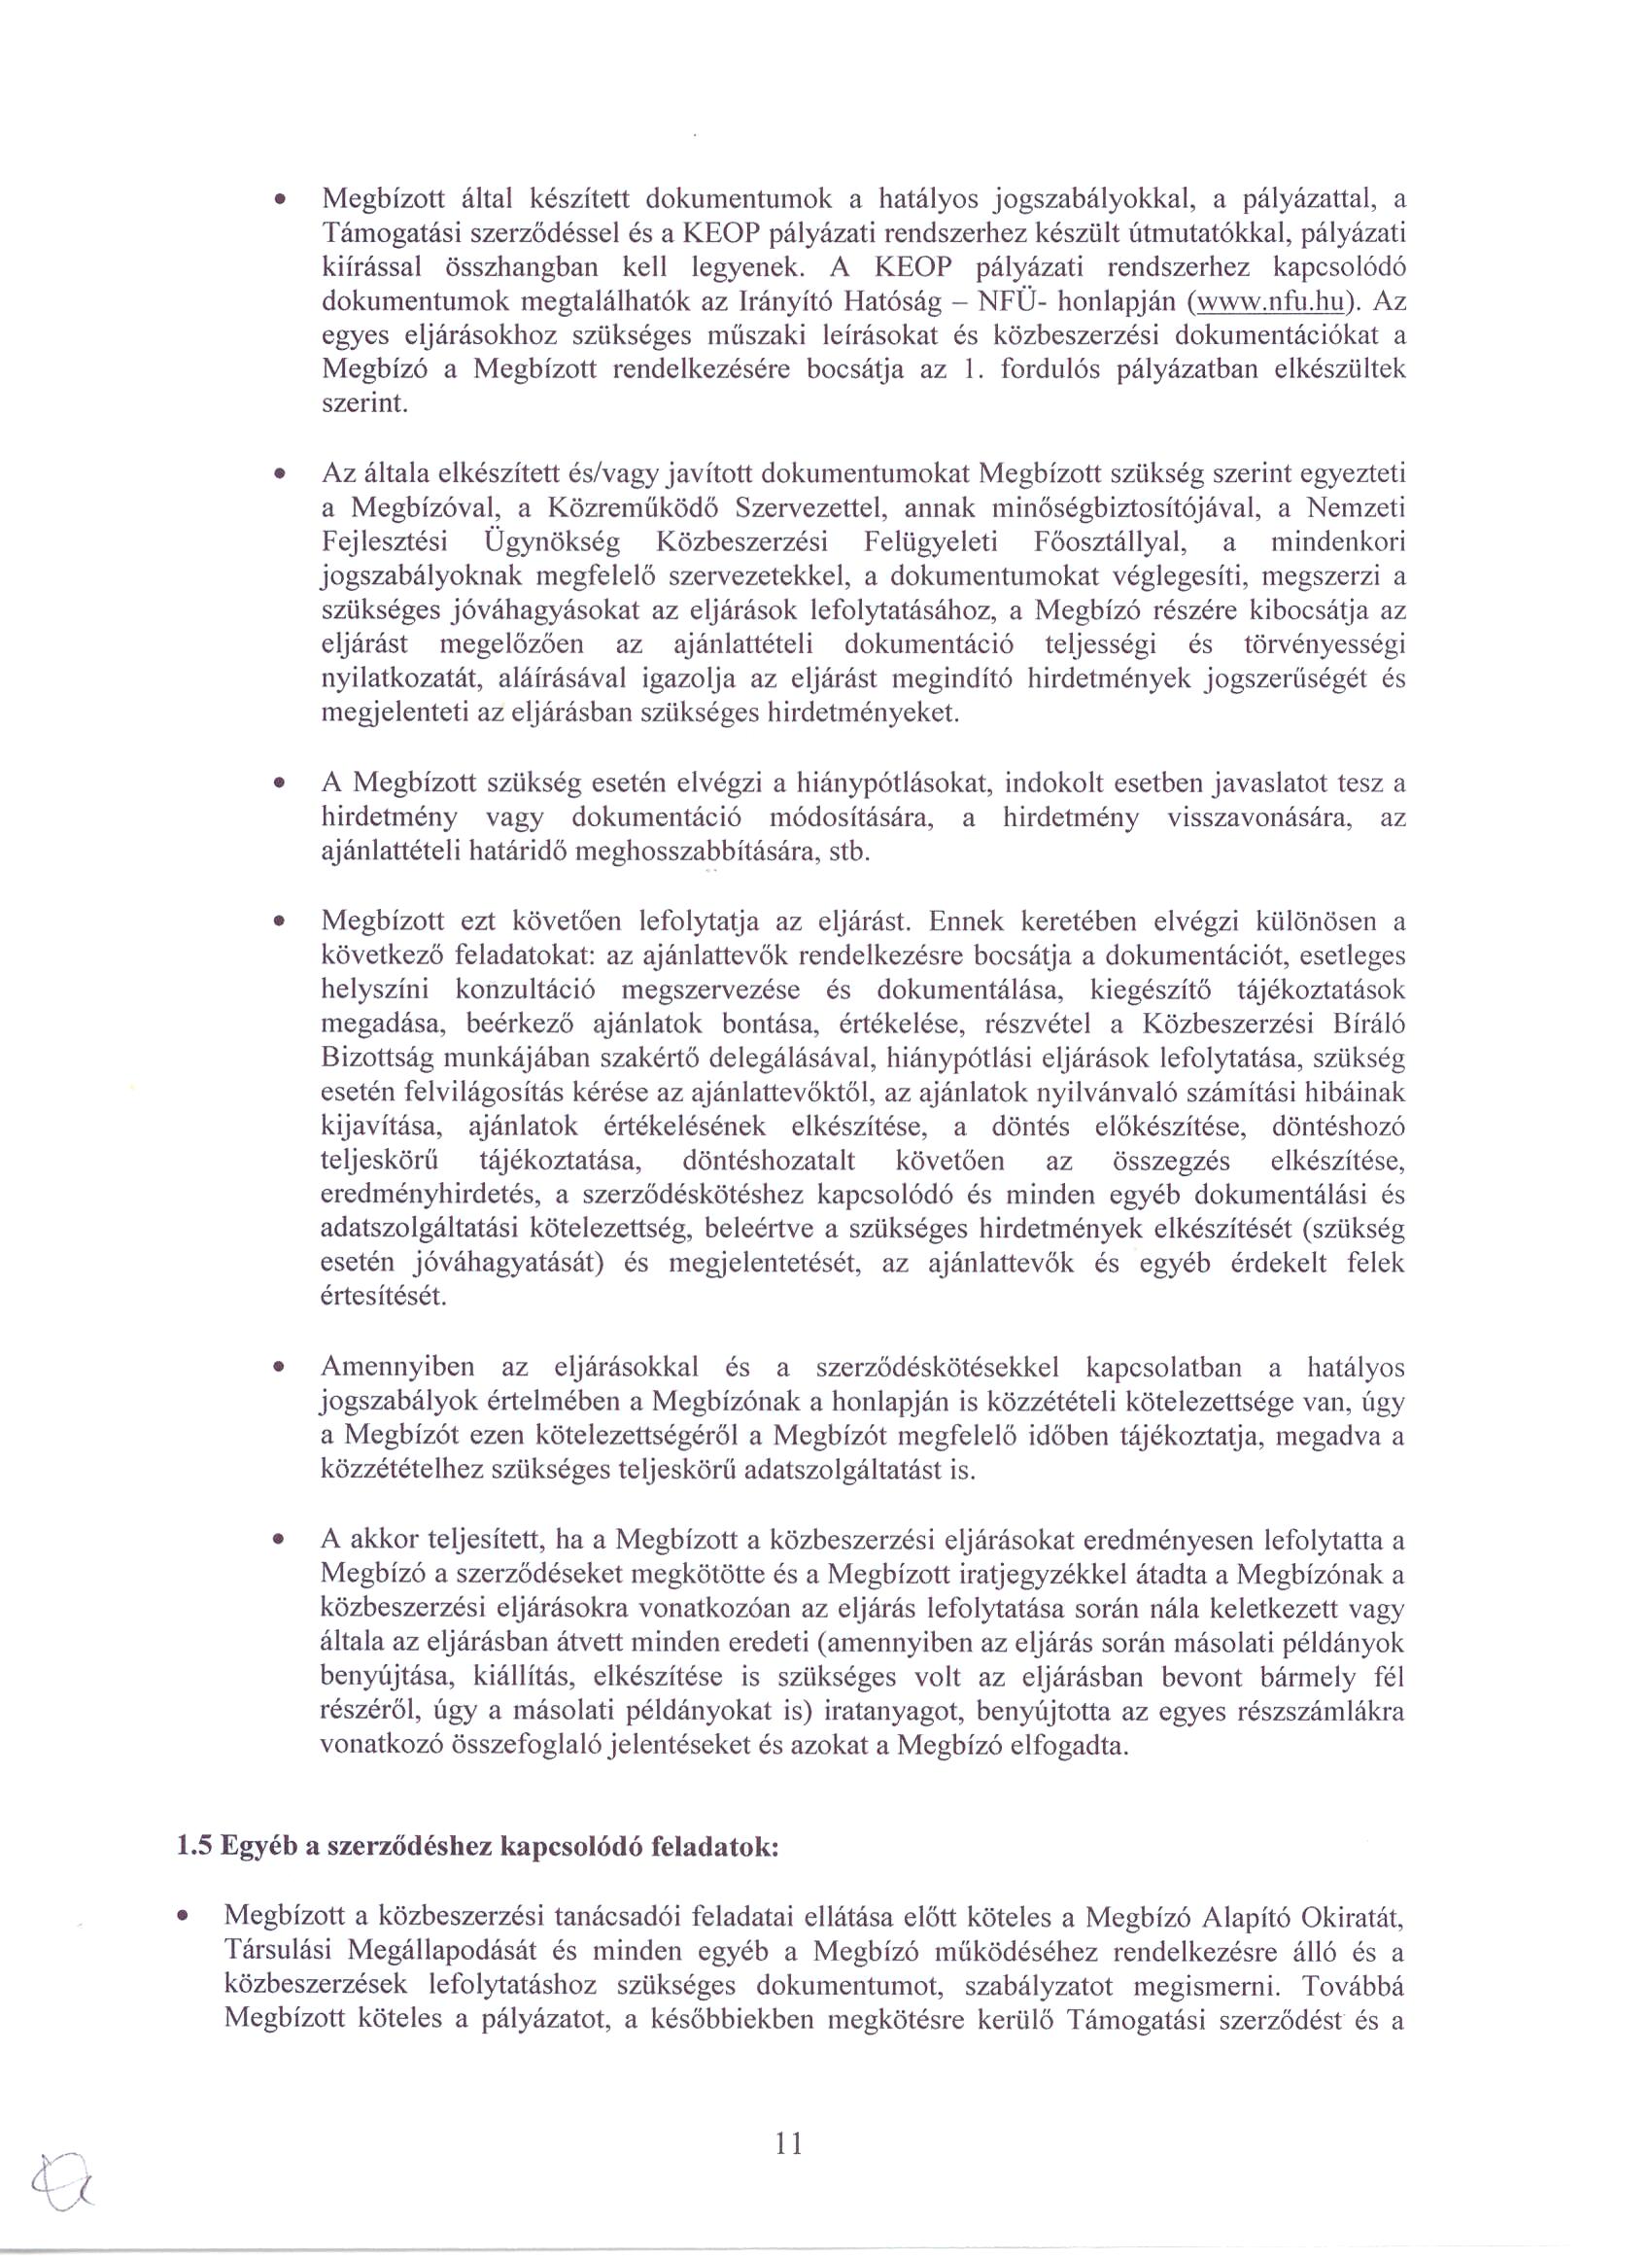 • Megbízott által készített dokumentumok a hatályos jogszabályokkal, a pályázattal, a
Támogatási szerződéssel és a KEOP pályázati rendszerhez készült útmutatókkal, pályázati
kiírással összhangban kell legyenek. A KEOP pályázati rendszerhez kapcsolódó
dokumentumok megtalálhatók az Irányító Hatóság – NFÜ- honlapján (www.nfu.hu). Az
egyes eljárásokhoz szükséges műszaki leírásokat és közbeszerzési dokumentációkat a
Megbízó a Megbízott rendelkezésére bocsátja az 1. fordulós pályázatban elkészültek
szerint.
• Az általa elkészített és/vagy javított dokumentumokat Megbízott szükség szerint egyezteti
a Megbízóval, a Közreműködő Szervezettel, annak minőségbiztosítójával, a Nemzeti
Fejlesztési Ügynökség Közbeszerzési Felügyeleti Főosztállyal, a mindenkori
jogszabályoknak megfelelő szervezetekkel, a dokumentumokat véglegesíti, megszerzi a
szükséges jóváhagyásokat az eljárások lefolytatásához, a Megbízó részére kibocsátja az
eljárást megelőzően az ajánlattételi dokumentáció teljességi és törvényességi
nyilatkozatát, aláírásával igazolja az eljárást megindító hirdetmények jogszerűségét és
megjelenteti az eljárásban szükséges hirdetményeket.
• A Megbízott szükség esetén elvégzi a hiánypótlásokat, indokolt esetben javaslatot tesz a
hirdetmény vagy dokumentáció módosítására, a hirdetmény visszavonására, az
ajánlattételi határidő meghosszabbítására, stb.
• Megbízott ezt követően lefolytatja az eljárást. Ennek keretében elvégzi különösen a
következő feladatokat: az ajánlattevők rendelkezésre bocsátja a dokumentációt, esetleges
helyszíni konzultáció megszervezése és dokumentálása, kiegészítő tájékoztatások
megadása, beérkező ajánlatok bontása, értékelése, részvétel a Közbeszerzési Bíráló
Bizottság munkájában szakértő delegálásával, hiánypótlási eljárások lefolytatása, szükség
esetén felvilágosítás kérése az ajánlattevőktől, az ajánlatok nyilvánvaló számítási hibáinak
kijavítása, ajánlatok értékelésének elkészítése, a döntés előkészítése, döntéshozó
teljeskörű tájékoztatása, döntéshozatalt követően az összegzés elkészítése,
eredményhirdetés, a szerződéskötéshez kapcsolódó és minden egyéb dokumentálási és
adatszolgáltatási kötelezettség, beleértve a szükséges hirdetmények elkészítését (szükség
esetén jóváhagyatását) és megjelentetését, az ajánlattevők és egyéb érdekelt felek
értesítését.
• Amennyiben az eljárásokkal és a szerződéskötésekkel kapcsolatban a hatályos
jogszabályok értelmében a Megbízónak a honlapján is közzétételi kötelezettsége van, úgy
a Megbízót ezen kötelezettségéről a Megbízót megfelelő időben tájékoztatja, megadva a
közzétételhez szükséges teljeskörű adatszolgáltatást is.
• A akkor teljesített, ha a Megbízott a közbeszerzési eljárásokat eredményesen lefolytatta a
Megbízó a szerződéseket megkötötte és a Megbízott iratjegyzékkel átadta a Megbízónak a
közbeszerzési eljárásokra vonatkozóan az eljárás lefolytatása során nála keletkezett vagy
általa az eljárásban átvett minden eredeti (amennyiben az eljárás során másolati példányok
benyújtása, kiállítás, elkészítése is szükséges volt az eljárásban bevont bármely fél
részéről, úgy a másolati példányokat is) iratanyagot, benyújtotta az egyes részszámlákra
vonatkozó összefoglaló jelentéseket és azokat a Megbízó elfogadta.
1.5 Egyéb a szerződéshez kapcsolódó feladatok:
• Megbízott a közbeszerzési tanácsadói feladatai ellátása előtt köteles a Megbízó Alapító Okiratát,
Társulási Megállapodását és minden egyéb a Megbízó működéséhez rendelkezésre álló és a
közbeszerzések lefolytatáshoz szükséges dokumentumot, szabályzatot megismerni. Továbbá
Megbízott köteles a pályázatot, a későbbiekben megkötésre kerülő Támogatási szerződést és a
11